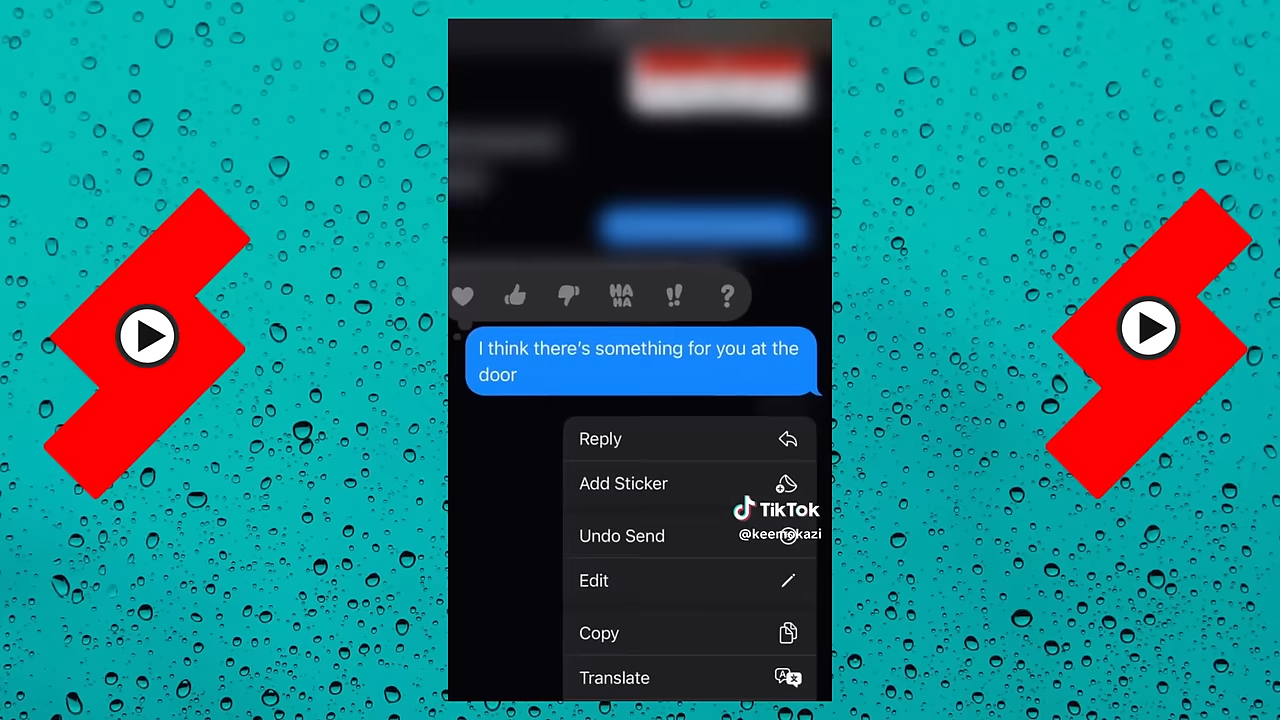 HA
HA
!!
?
I think there's something for you at the
door
Reply
Add Sticker
TikTok
@keemokazi
Undo Send
Edit
Copy
Translate